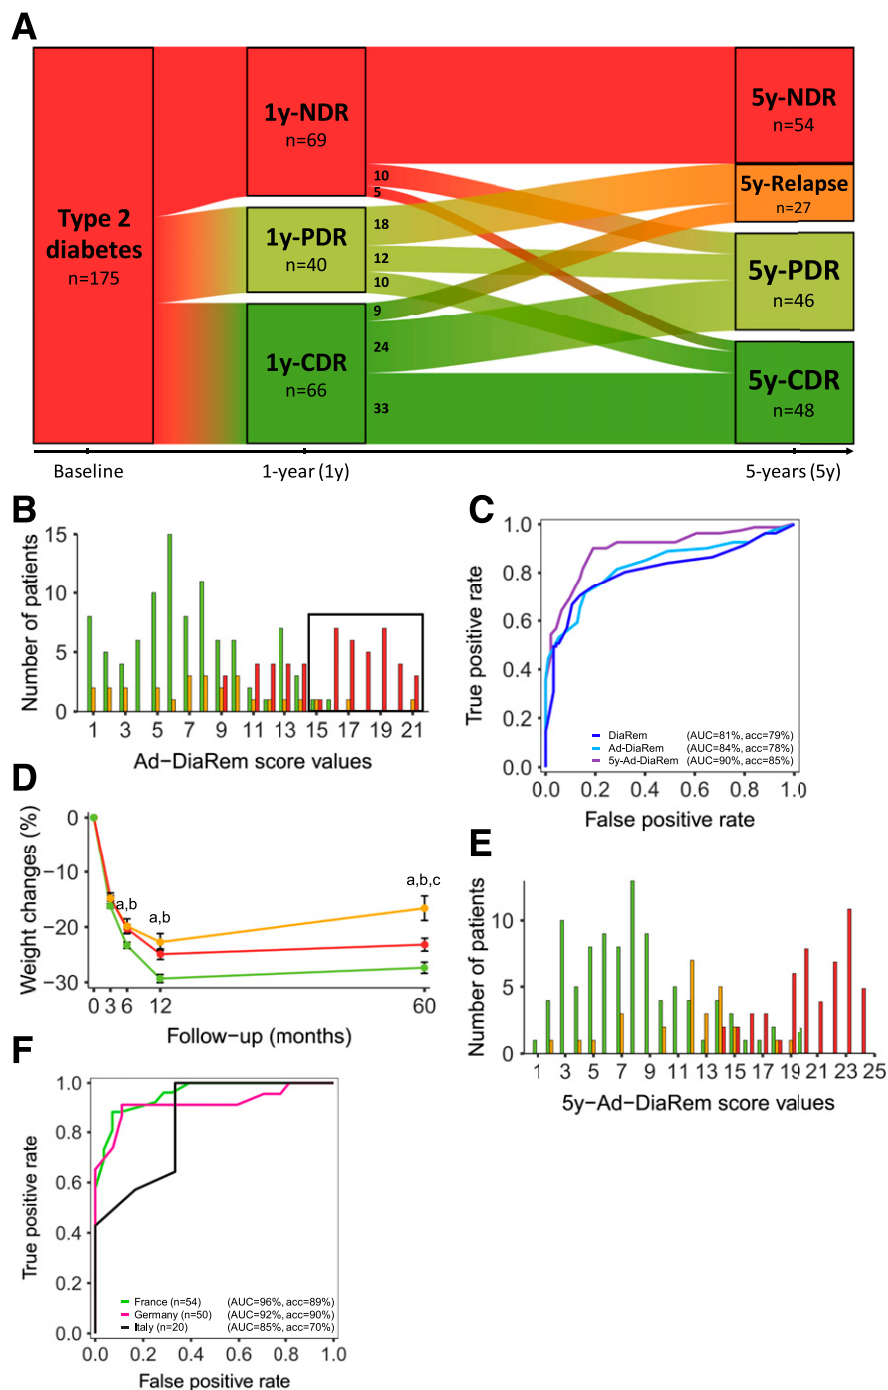 A
Type 2
diabetes
n=175
1y-NDR
n=69
1y-PDR
n=40
1y-CDR
n=66
10
5
18
12
10
9
24
33
5y-NDR
n=54
5y-Relapse
n=27
5y-PDR
n=46
5y-CDR
n=48
Baseline
1-year (1y)
5-years (5y)
B
Number of patients
15
10
5
0
1 3 5 7 9 11 13 15 17 19 21
Ad−DiaRem score values
C
True positive rate
1.0
0.8
0.6
0.4
0.2
0.0
DiaRem (AUC=81%, acc=79%)
Ad-DiaRem (AUC=84%, acc=78%)
5y-Ad-DiaRem (AUC=90%, acc=85%)
0.0 0.2 0.4 0.6 0.8 1.0
False positive rate
D
Weight changes (%)
0
−10
−20
−30
a,b
a,b
a,b,c
0 3 6 12 60
Follow−up (months)
E
Number of patients
10
5
0
1 3 5 7 9 11 13 15 17 19 21 23 25
5y−Ad−DiaRem score values
F
True positive rate
1.0
0.8
0.6
0.4
0.2
0.0
France (n=54) (AUC=96%, acc=89%)
Germany (n=50) (AUC=92%, acc=90%)
Italy (n=20) (AUC=85%, acc=70%)
0.0 0.2 0.4 0.6 0.8 1.0
False positive rate